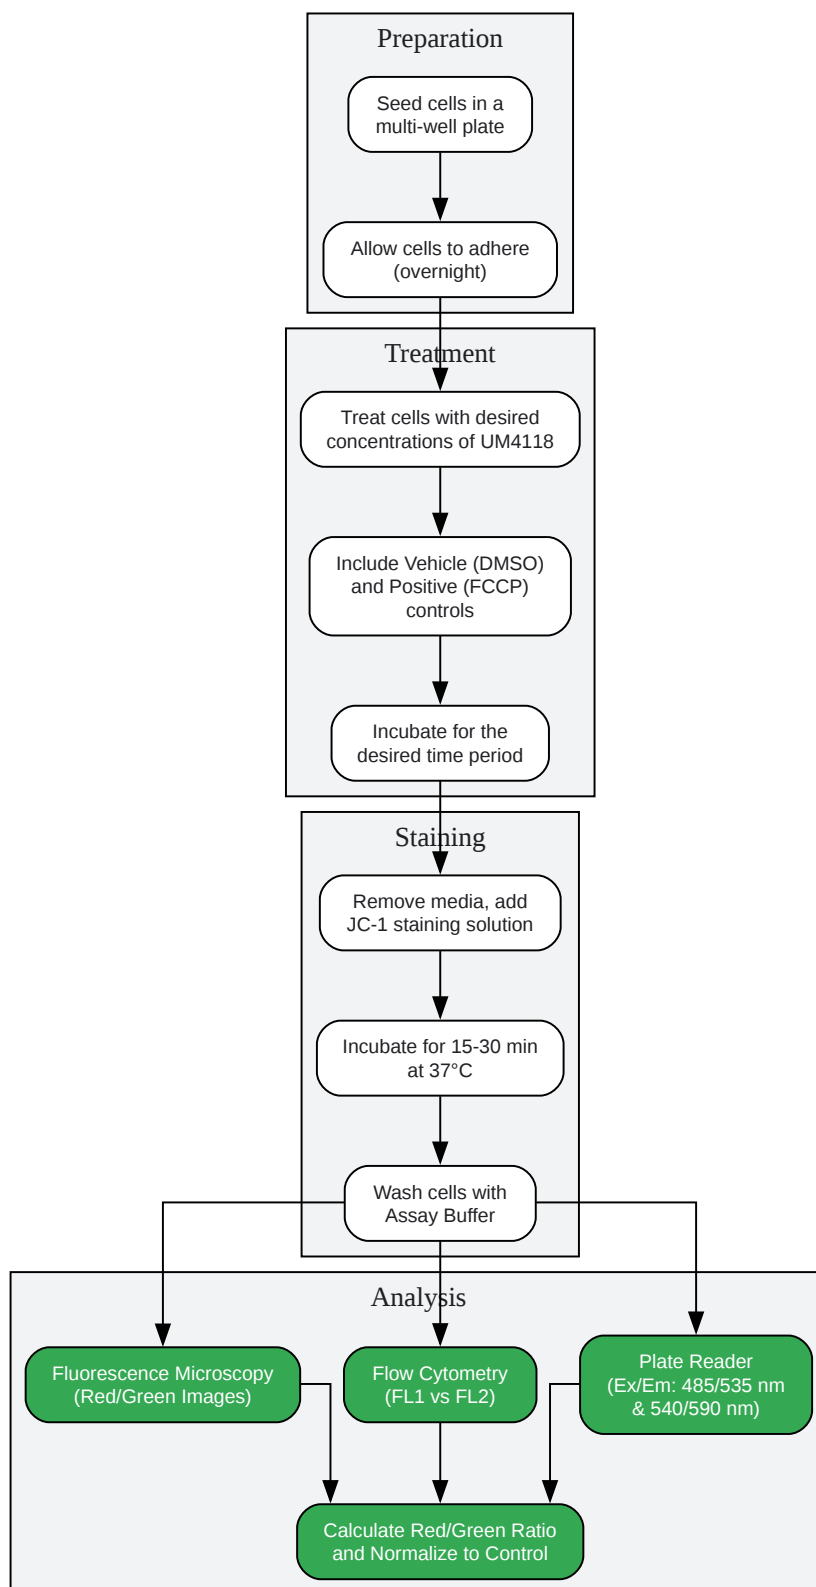 Preparation
Seed cells in a
multi-well plate
Allow cells to adhere
(overnight)
Treatment
Treat cells with desired
concentrations of UM4118
Include Vehicle (DMSO)
and Positive (FCCP)
controls
Incubate for the
desired time period
Staining
Remove media, add
JC-1 staining solution
Incubate for 15-30 min
at 37°C
Wash cells with
Assay Buffer
Analysis
Fluorescence Microscopy
(Red/Green Images)
Flow Cytometry
(FL1 vs FL2)
Plate Reader
(Ex/Em: 485/535 nm
& 540/590 nm)
Calculate Red/Green Ratio
and Normalize to Control